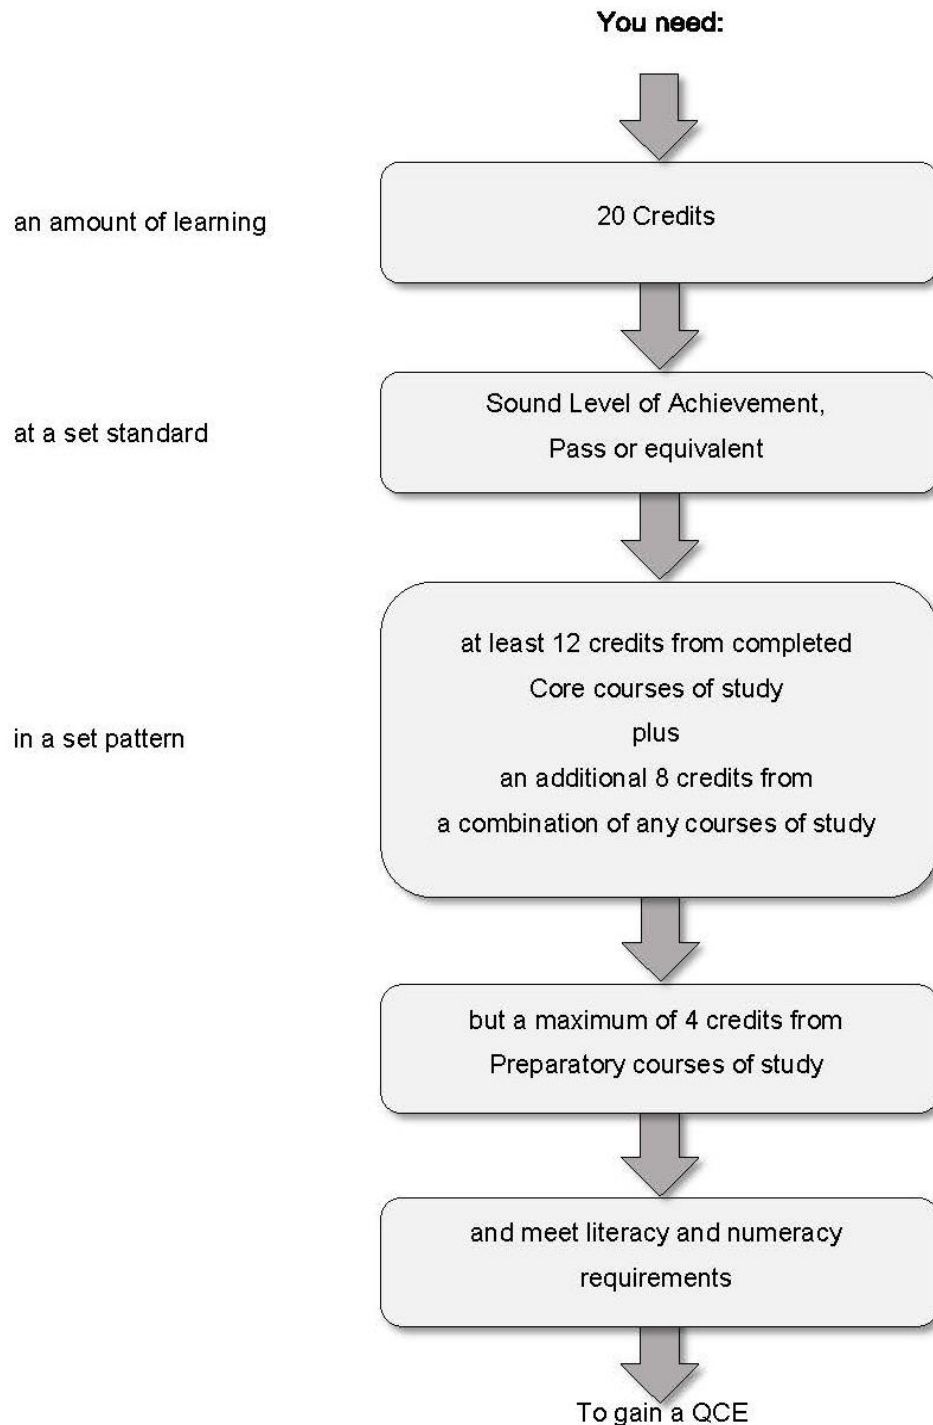 You need:
an amount of learning
20 Credits
at a set standard
Sound Level of Achievement,
Pass or equivalent
in a set pattern
at least 12 credits from completed
Core courses of study
plus
an additional 8 credits from
a combination of any courses of study
but a maximum of 4 credits from
Preparatory courses of study
and meet literacy and numeracy
requirements
To gain a QCE